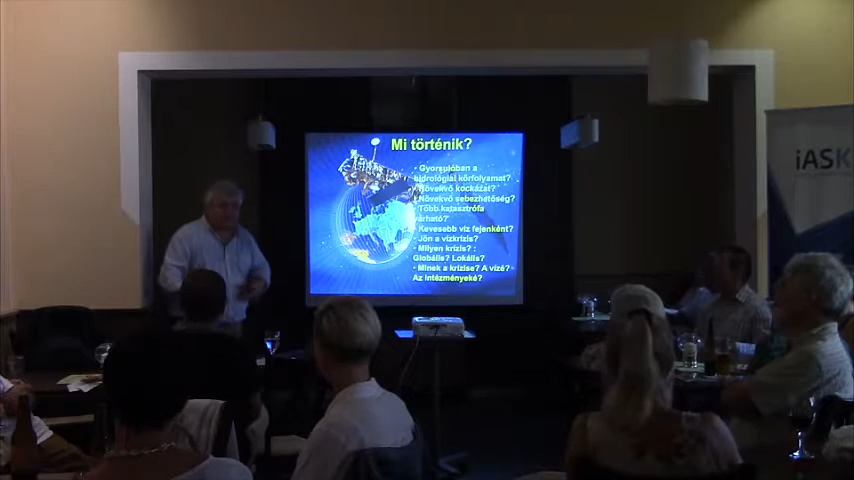 Mi történik?
• Gyorsulóban a
hidrológiai körfolyamat?
• Növekvő kockázat?
• Növekvő sebezhetőség?
• Több katasztrófa
várható?
• Kevesebb víz fejenként?
• Jön a vízkrízis?
• Milyen krízis? :
Globális? Lokális?
• Minek a krízise? A vízé?
Az intézményeké?
iASK